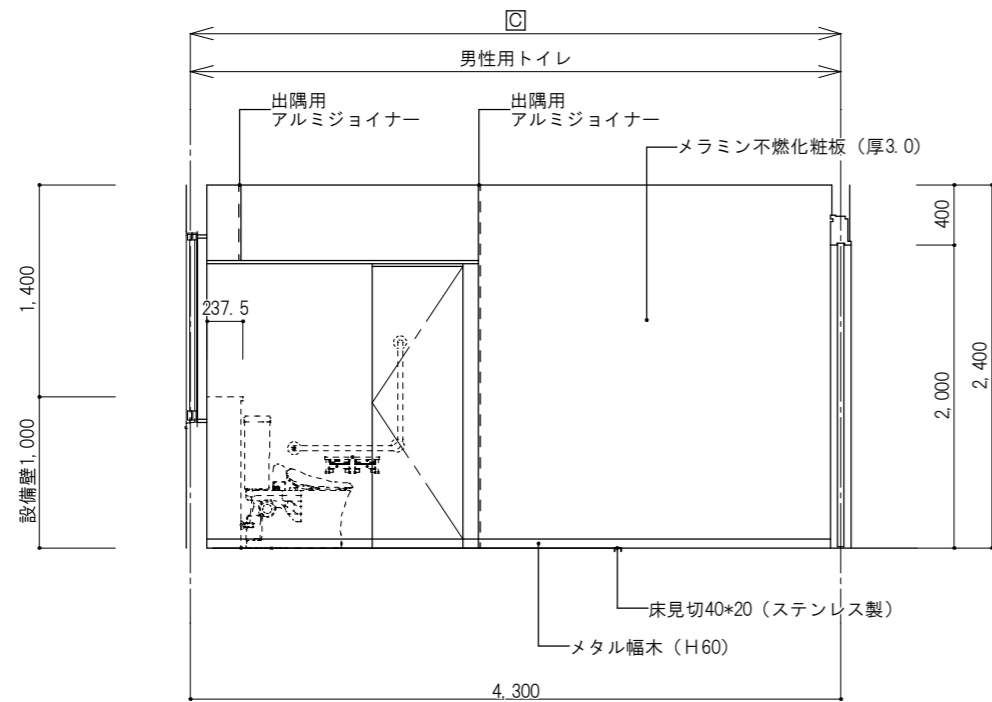 C
男性用トイレ
出隅用
アルミジョイナー
出隅用
アルミジョイナー
メラミン不燃化粧板（厚3.0）
400
1,400
237.5
2,000
2,400
設備壁1,000
床見切40*20（ステンレス製）
メタル幅木（H60）
4,300